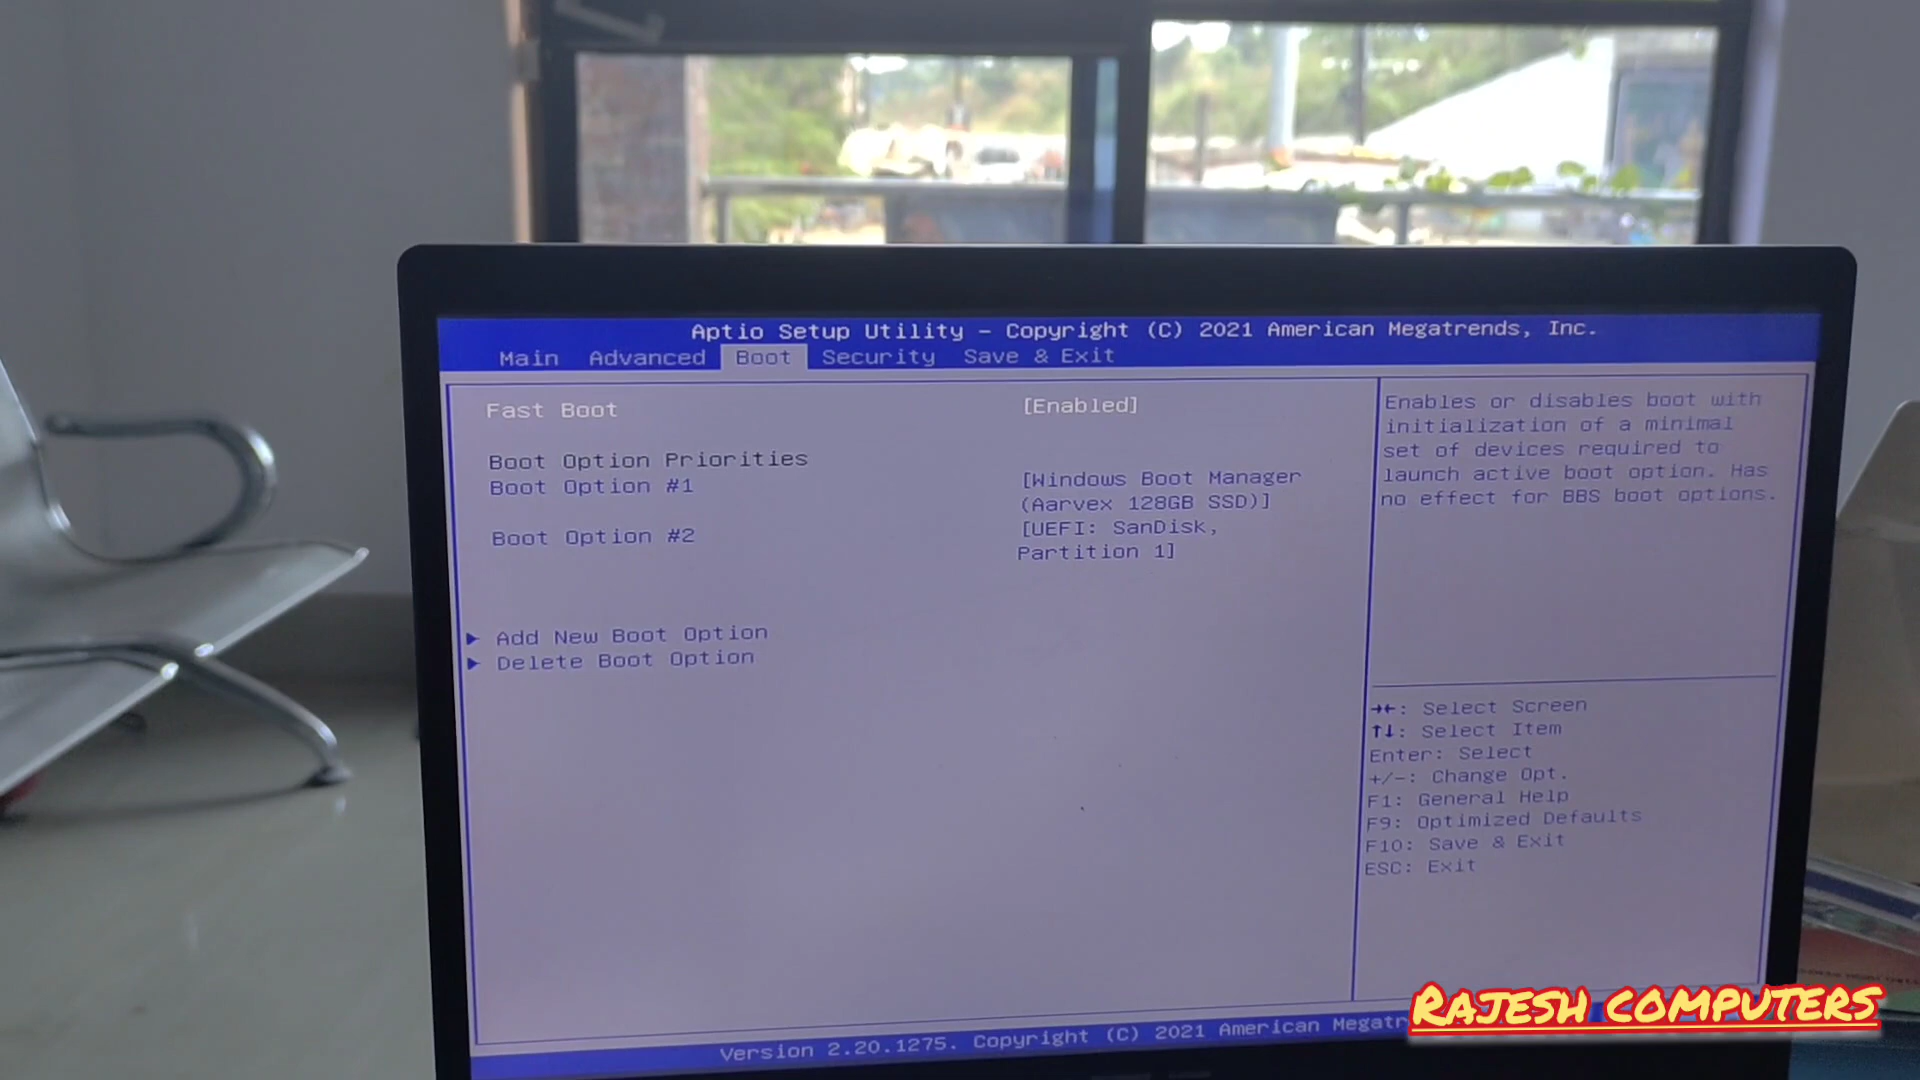 Aptio Setup Utility – Copyright (C) 2021 American Megatrends, Inc.
Main Advanced Boot Security Save & Exit
Fast Boot [Enabled]
Boot Option Priorities
Boot Option #1 [Windows Boot Manager
(Aarvex 128GB SSD)]
Boot Option #2 [UEFI: SanDisk,
Partition 1]
► Add New Boot Option
► Delete Boot Option
Enables or disables boot with
initialization of a minimal
set of devices required to
launch active boot option. Has
no effect for BBS boot options.
→←: Select Screen
↑↓: Select Item
Enter: Select
+/-: Change Opt.
F1: General Help
F9: Optimized Defaults
F10: Save & Exit
ESC: Exit
Version 2.20.1275. Copyright (C) 2021 American Megatr
RAJESH COMPUTERS